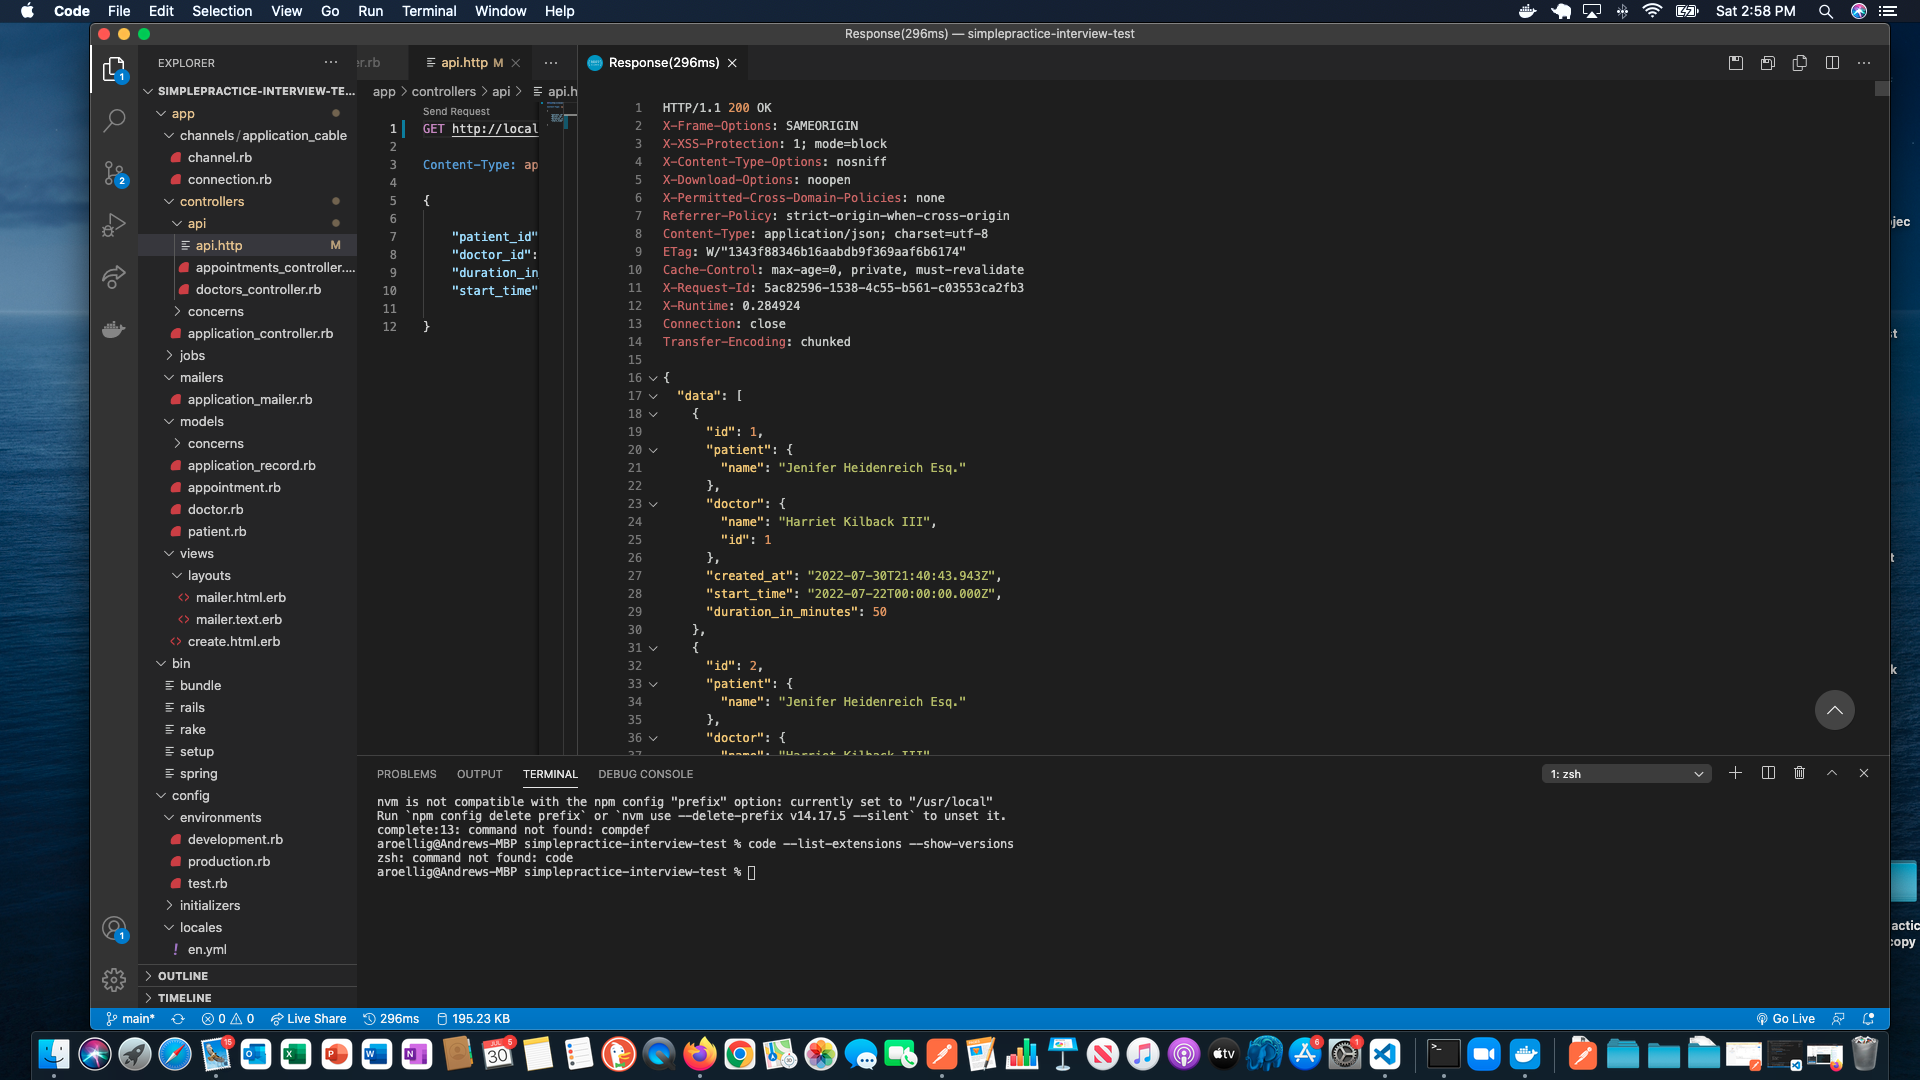 Code File Edit Selection View Go Run Terminal Window Help
Sat 2:58 PM
Response(296ms) — simplepractice-interview-test
EXPLORER
SIMPLEPRACTICE-INTERVIEW-TE...
app
channels/application_cable
channel.rb
connection.rb
controllers
api
api.http M
appointments_controller....
doctors_controller.rb
concerns
application_controller.rb
jobs
mailers
application_mailer.rb
models
concerns
application_record.rb
appointment.rb
doctor.rb
patient.rb
views
layouts
mailer.html.erb
mailer.text.erb
create.html.erb
bin
bundle
rails
rake
setup
spring
config
environments
development.rb
production.rb
test.rb
initializers
locales
en.yml
OUTLINE
TIMELINE
er.rb
api.http M
app > controllers > api > api.h
Send Request
1 GET http://local
2
3 Content-Type: ap
4
5 {
6
7 "patient_id"
8 "doctor_id":
9 "duration_in
10 "start_time"
11
12 }
Response(296ms)
1 HTTP/1.1 200 OK
2 X-Frame-Options: SAMEORIGIN
3 X-XSS-Protection: 1; mode=block
4 X-Content-Type-Options: nosniff
5 X-Download-Options: noopen
6 X-Permitted-Cross-Domain-Policies: none
7 Referrer-Policy: strict-origin-when-cross-origin
8 Content-Type: application/json; charset=utf-8
9 ETag: W/"1343f88346b16aabdb9f369aaf6b6174"
10 Cache-Control: max-age=0, private, must-revalidate
11 X-Request-Id: 5ac82596-1538-4c55-b561-c03553ca2fb3
12 X-Runtime: 0.284924
13 Connection: close
14 Transfer-Encoding: chunked
15
16 {
17 "data": [
18 {
19 "id": 1,
20 "patient": {
21 "name": "Jenifer Heidenreich Esq."
22 },
23 "doctor": {
24 "name": "Harriet Kilback III",
25 "id": 1
26 },
27 "created_at": "2022-07-30T21:40:43.943Z",
28 "start_time": "2022-07-22T00:00:00.000Z",
29 "duration_in_minutes": 50
30 },
31 {
32 "id": 2,
33 "patient": {
34 "name": "Jenifer Heidenreich Esq."
35 },
36 "doctor": {
37 "name": "Harriet Kilback III"
PROBLEMS OUTPUT TERMINAL DEBUG CONSOLE
1: zsh
nvm is not compatible with the npm config "prefix" option: currently set to "/usr/local"
Run `npm config delete prefix` or `nvm use --delete-prefix v14.17.5 --silent` to unset it.
complete:13: command not found: compdef
aroellig@Andrews-MBP simplepractice-interview-test % code --list-extensions --show-versions
zsh: command not found: code
aroellig@Andrews-MBP simplepractice-interview-test %
main* 0 0 Live Share 296ms 195.23 KB
Go Live
jec
st
t
k
actic
copy